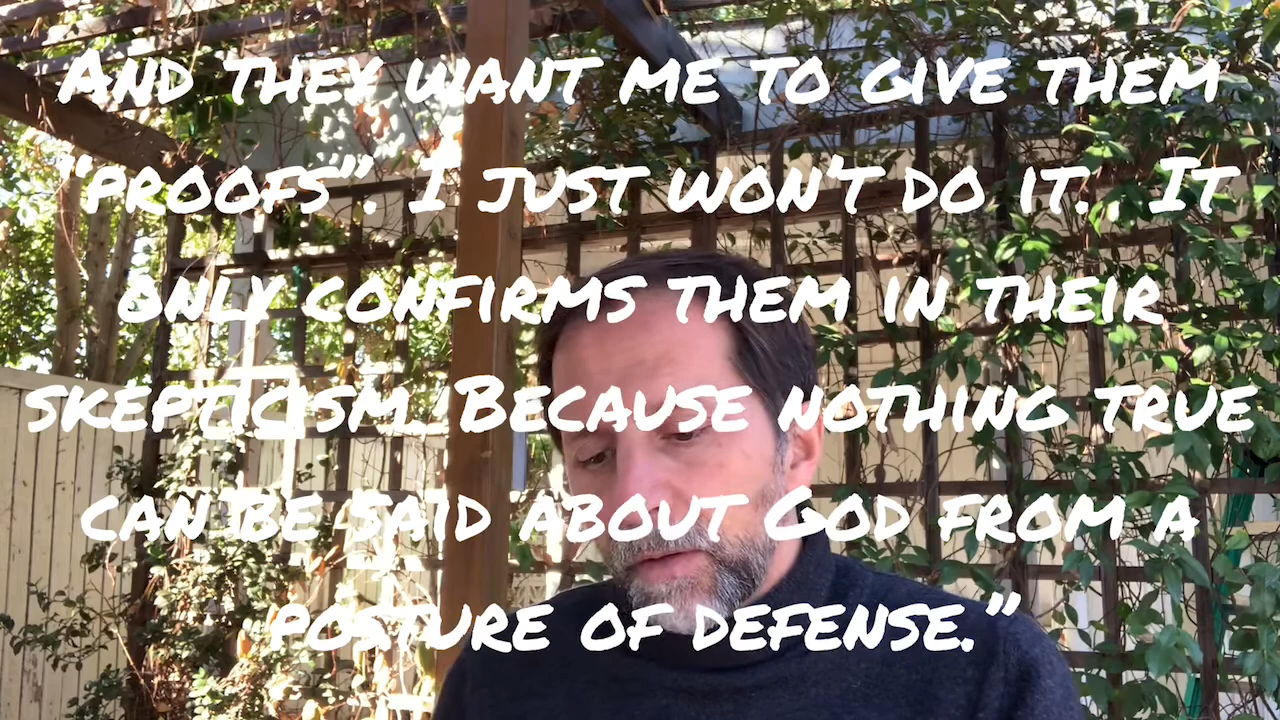 And they want me to give them
"proofs". I just won't do it. It
only confirms them in their
skepticism. Because nothing true
can be said about God from a
posture of defense."